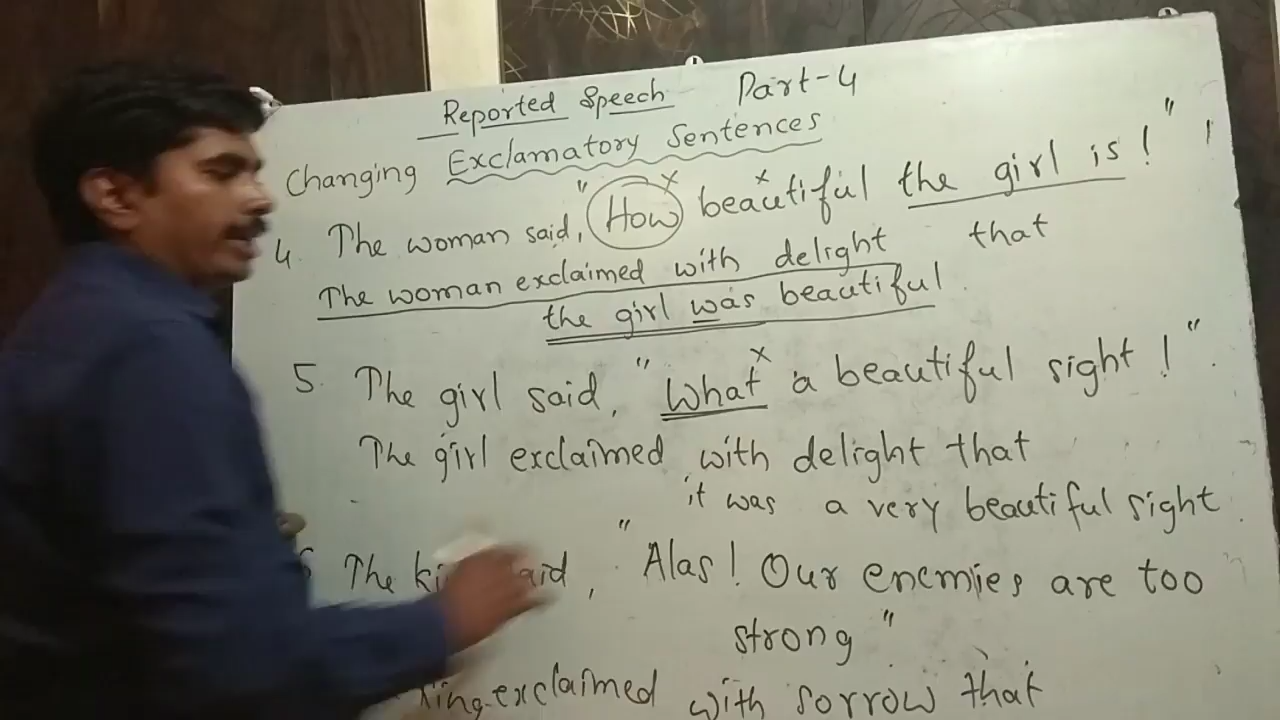 Reported Speech Part-4
Changing Exclamatory Sentences
4. The woman said, "How beautiful the girl is!"
The woman exclaimed with delight that
the girl was beautiful.
5. The girl said, "What a beautiful sight!".
The girl exclaimed with delight that
it was a very beautiful sight.
The said, "Alas! Our enemies are too
strong"
king exclaimed with sorrow that